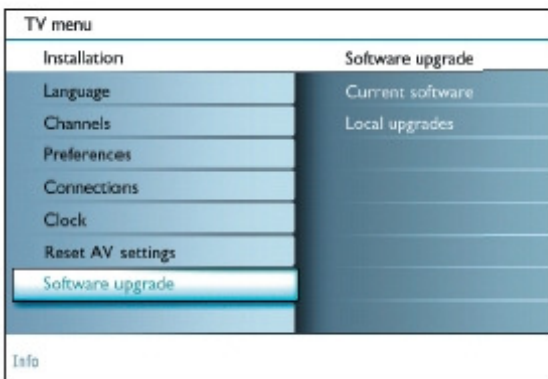 TV menu
Installation
Software upgrade
Language
Current software
Channels
Local upgrades
Preferences
Connections
Clock
Reset AV settings
Software upgrade
Info